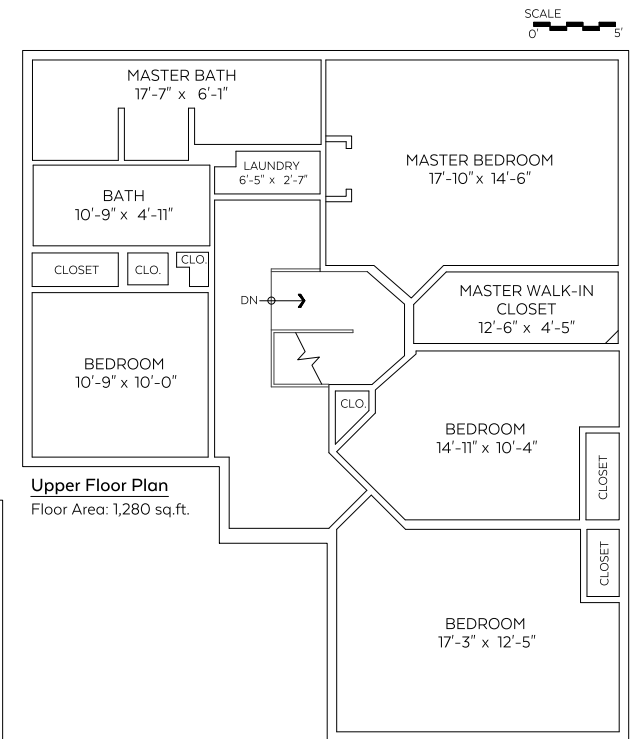 SCALE
0' 5'
MASTER BATH
17'-7" x 6'-1"
LAUNDRY
6'-5" x 2'-7"
MASTER BEDROOM
17'-10" x 14'-6"
BATH
10'-9" x 4'-11"
CLOSET
CLO.
CLO.
DN
MASTER WALK-IN
CLOSET
12'-6" x 4'-5"
BEDROOM
10'-9" x 10'-0"
CLO.
BEDROOM
14'-11" x 10'-4"
CLOSET
Upper Floor Plan
Floor Area: 1,280 sq.ft.
CLOSET
BEDROOM
17'-3" x 12'-5"